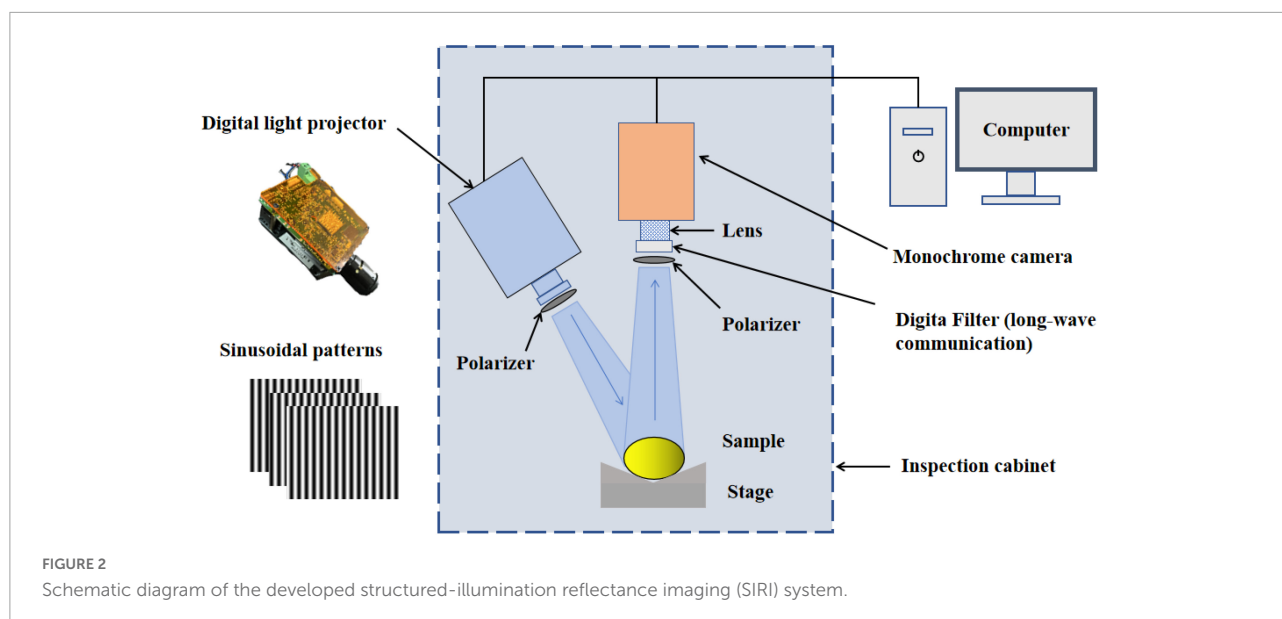 Digital light projector
Sinusoidal patterns
Polarizer
Lens
Polarizer
Sample
Stage
Computer
Monochrome camera
Digita Filter (long-wave
communication)
Inspection cabinet
FIGURE 2
Schematic diagram of the developed structured-illumination reflectance imaging (SIRI) system.